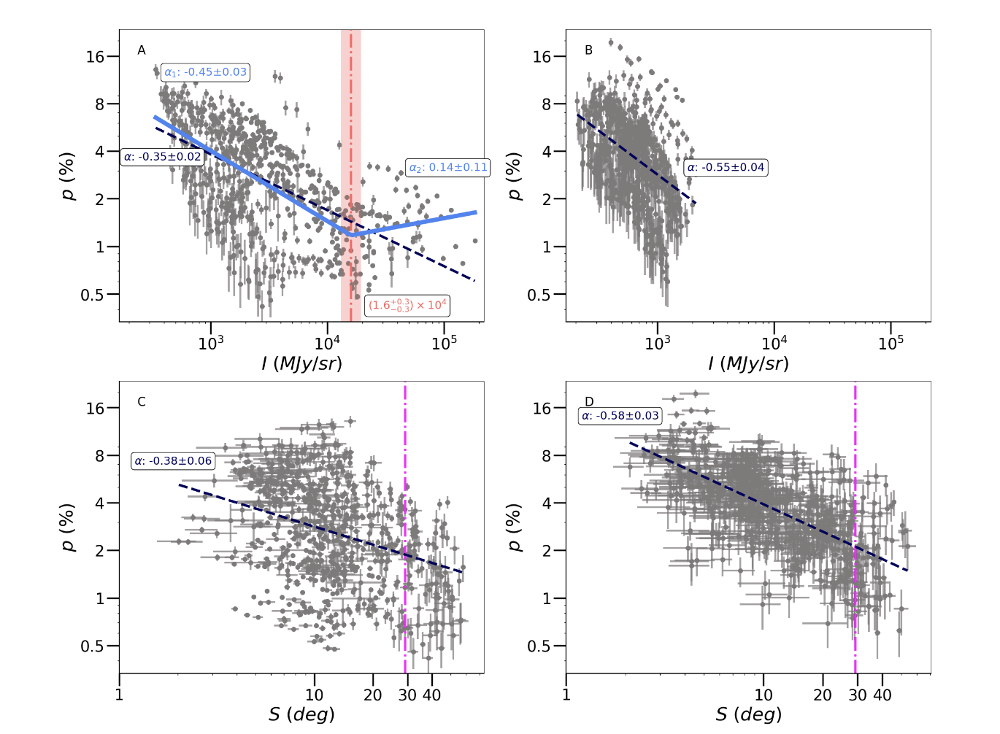 A
α₁: -0.45±0.03
α: -0.35±0.02
α₂: 0.14±0.11
(1.6⁺⁰·³₋₀.₃) × 10⁴
16
8
4
2
1
0.5
p (%)
10³ 10⁴ 10⁵
I (MJy/sr)
B
α: -0.55±0.04
16
8
4
2
1
0.5
p (%)
10³ 10⁴ 10⁵
I (MJy/sr)
C
α: -0.38±0.06
16
8
4
2
1
0.5
p (%)
1 10 20 30 40
S (deg)
D
α: -0.58±0.03
16
8
4
2
1
0.5
p (%)
1 10 20 30 40
S (deg)